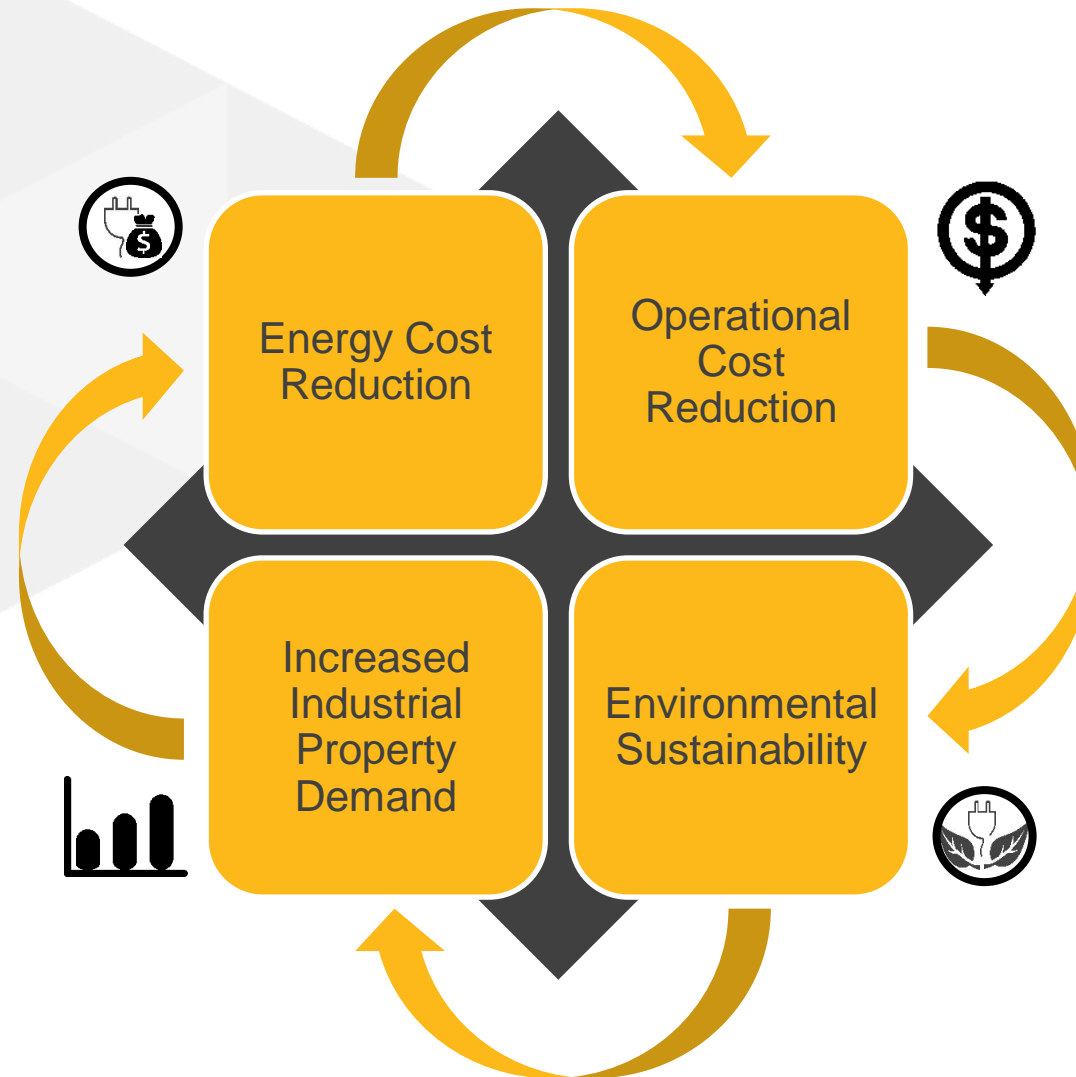 Energy Cost
Reduction
Operational
Cost
Reduction
Increased
Industrial
Property
Demand
Environmental
Sustainability
$
$